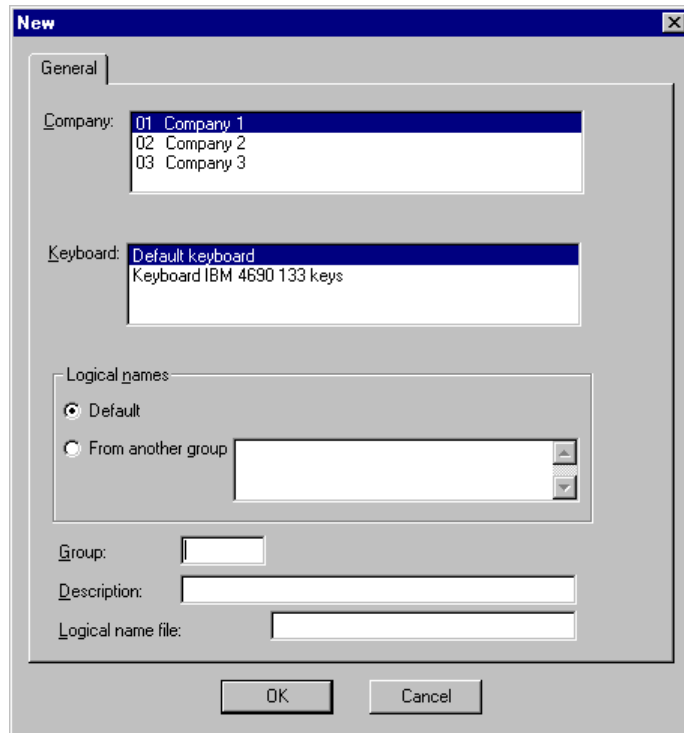 New
General
Company:
01 Company 1
02 Company 2
03 Company 3
Keyboard:
Default keyboard
Keyboard IBM 4690 133 keys
Logical names
Default
From another group
Group:
Description:
Logical name file:
OK Cancel